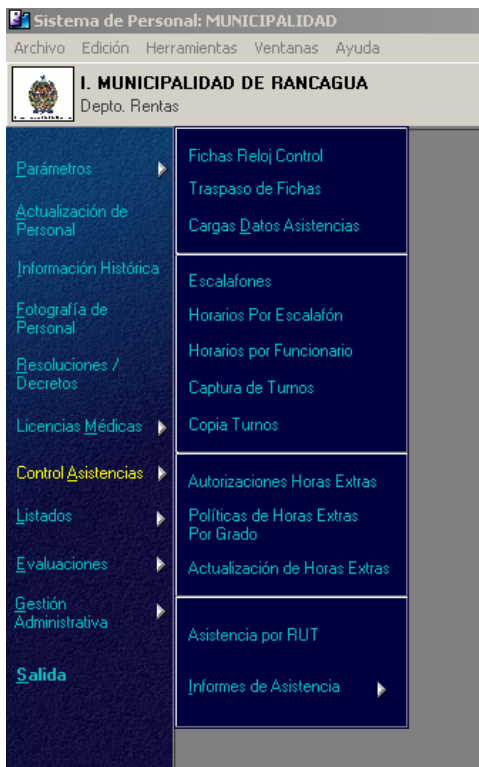 Sistema de Personal: MUNICIPALIDAD
Archivo Edición Herramientas Ventanas Ayuda
I. MUNICIPALIDAD DE RANCAGUA
Depto. Rentas
Parámetros
Actualización de
Personal
Información Histórica
Fotografía de
Personal
Resoluciones /
Decretos
Licencias Médicas
Control Asistencias
Listados
Evaluaciones
Gestión
Administrativa
Salida
Fichas Reloj Control
Traspaso de Fichas
Cargas Datos Asistencias
Escalafones
Horarios Por Escalafón
Horarios por Funcionario
Captura de Turnos
Copia Turnos
Autorizaciones Horas Extras
Políticas de Horas Extras
Por Grado
Actualización de Horas Extras
Asistencia por RUT
Informes de Asistencia